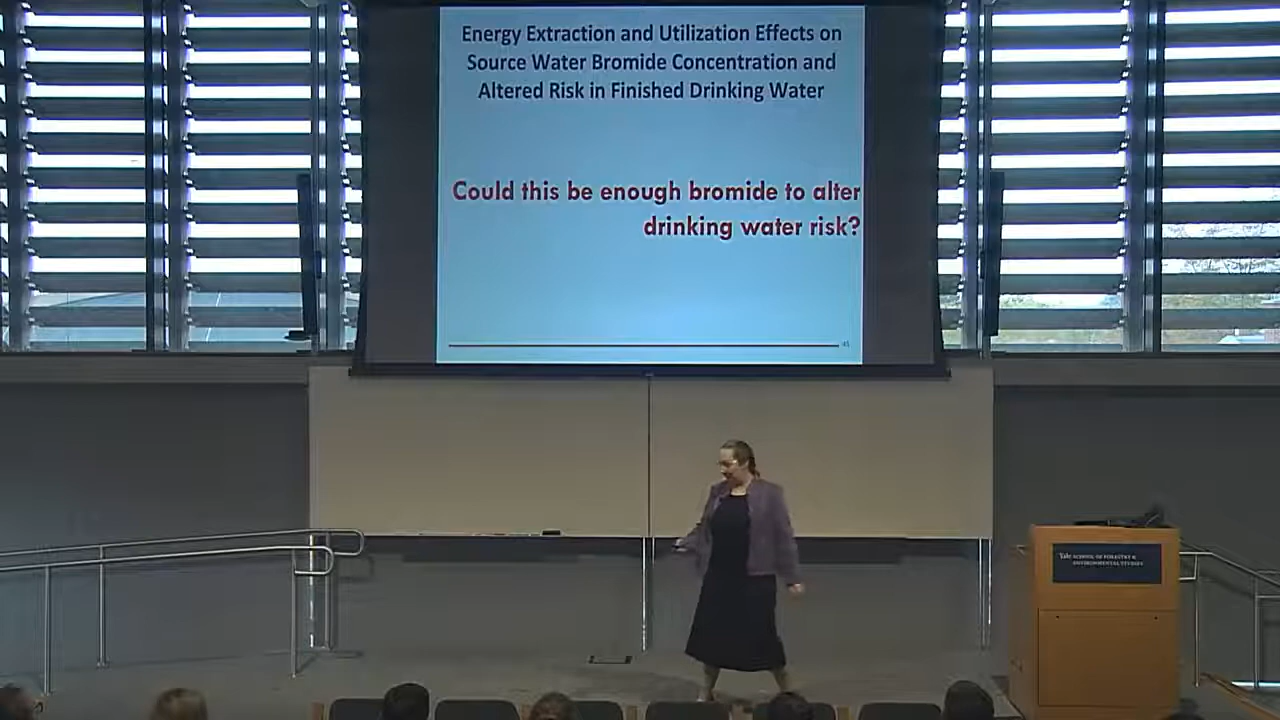 Energy Extraction and Utilization Effects on
Source Water Bromide Concentration and
Altered Risk in Finished Drinking Water
Could this be enough bromide to alter
drinking water risk?
45
Yale SCHOOL OF FORESTRY &
ENVIRONMENTAL STUDIES